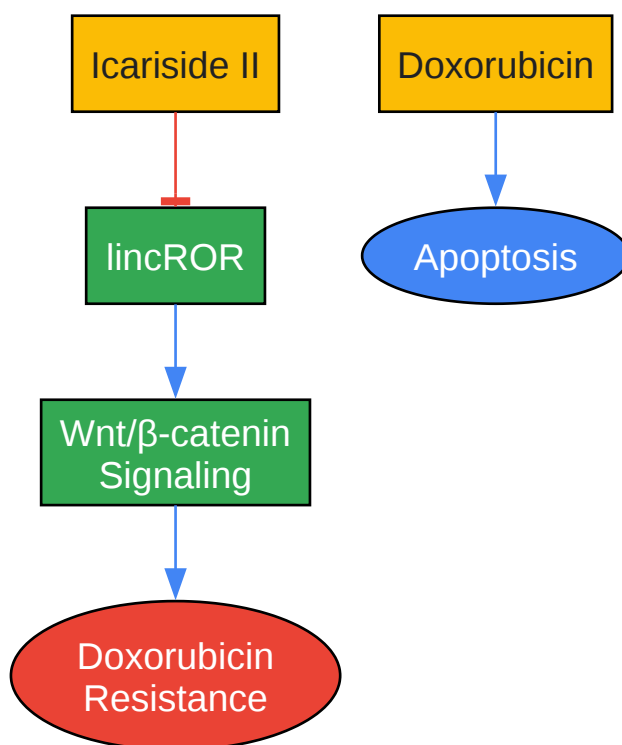 Icariside II
Doxorubicin
lincROR
Apoptosis
Wnt/β-catenin
Signaling
Doxorubicin
Resistance